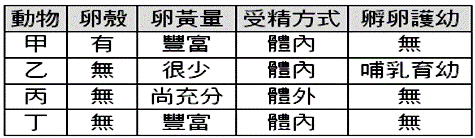 動物 卵殼 卵黃量 受精方式 孵卵護幼
甲 有 豐富 體內 無
乙 無 很少 體內 哺乳育幼
丙 無 尚充分 體外 無
丁 無 豐富 體內 無